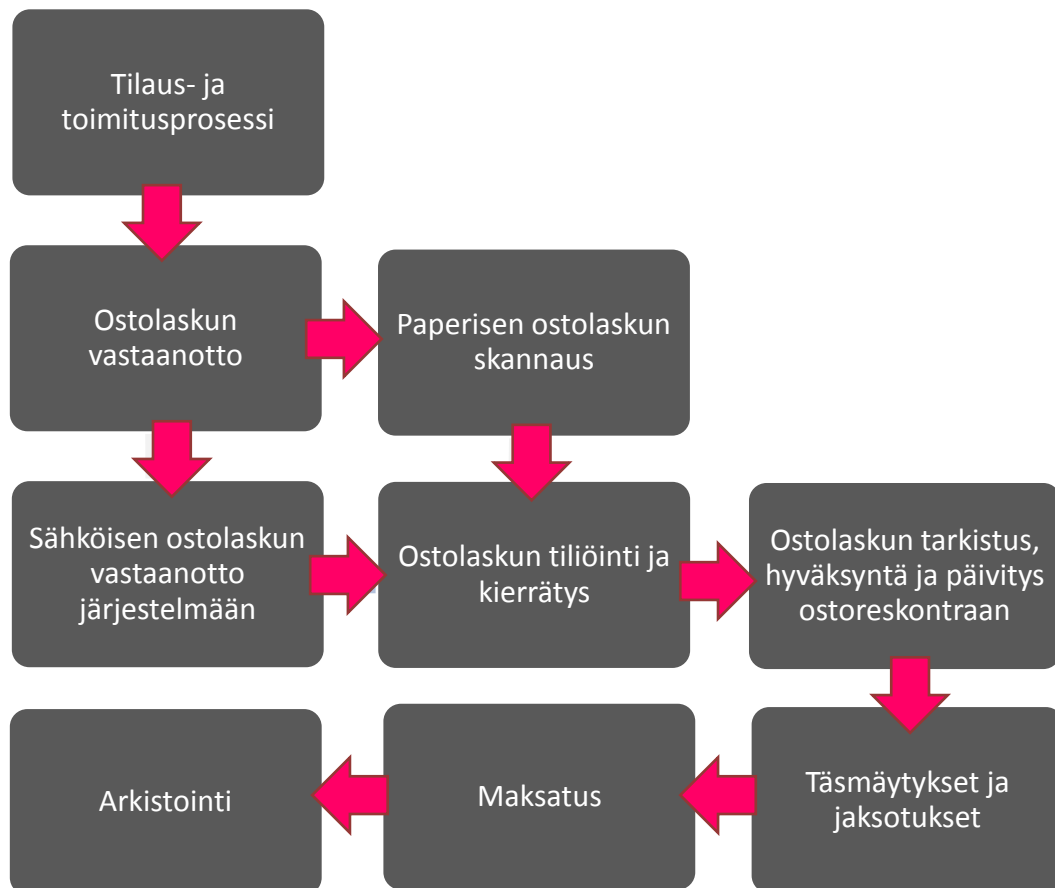 Tilaus- ja
toimitusprosessi
Ostolaskun
vastaanotto
Paperisen ostolaskun
skannaus
Sähköisen ostolaskun
vastaanotto
järjestelmään
Ostolaskun tiliöinti ja
kierrätys
Ostolaskun tarkistus,
hyväksyntä ja päivitys
ostoreskontraan
Arkistointi
Maksatus
Täsmäytykset ja
jaksotukset